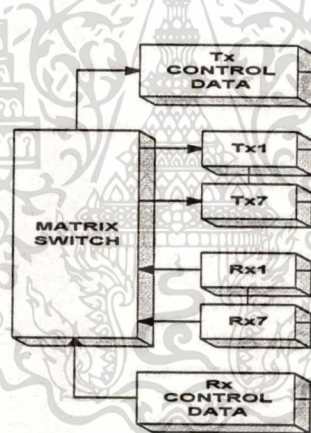 Tx
CONTROL
DATA
Tx1
Tx7
MATRIX
SWITCH
Rx1
Rx7
Rx
CONTROL
DATA